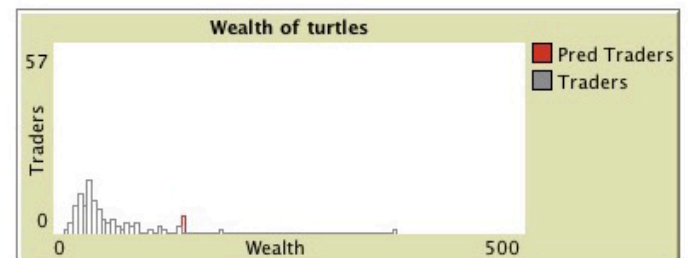 Wealth of turtles
57
Traders
0
0
Wealth
500
Pred Traders
Traders